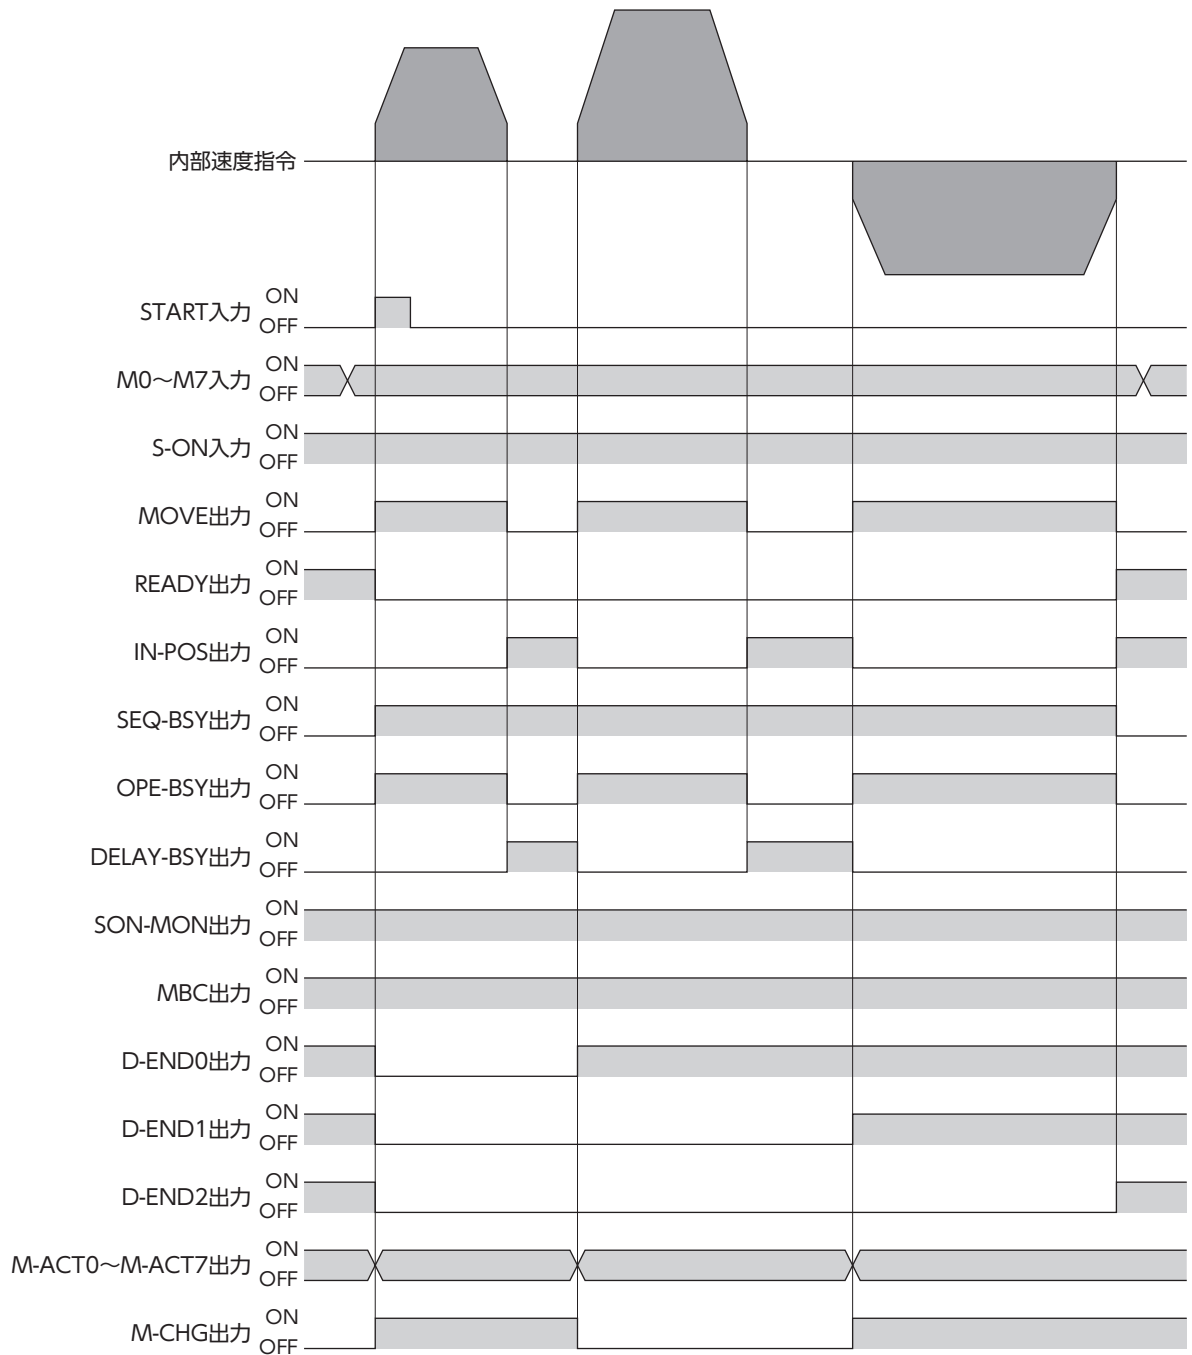 内部速度指令
START入力 ON
OFF
M0～M7入力 ON
OFF
S-ON入力 ON
OFF
MOVE出力 ON
OFF
READY出力 ON
OFF
IN-POS出力 ON
OFF
SEQ-BSY出力 ON
OFF
OPE-BSY出力 ON
OFF
DELAY-BSY出力 ON
OFF
SON-MON出力 ON
OFF
MBC出力 ON
OFF
D-END0出力 ON
OFF
D-END1出力 ON
OFF
D-END2出力 ON
OFF
M-ACT0～M-ACT7出力 ON
OFF
M-CHG出力 ON
OFF